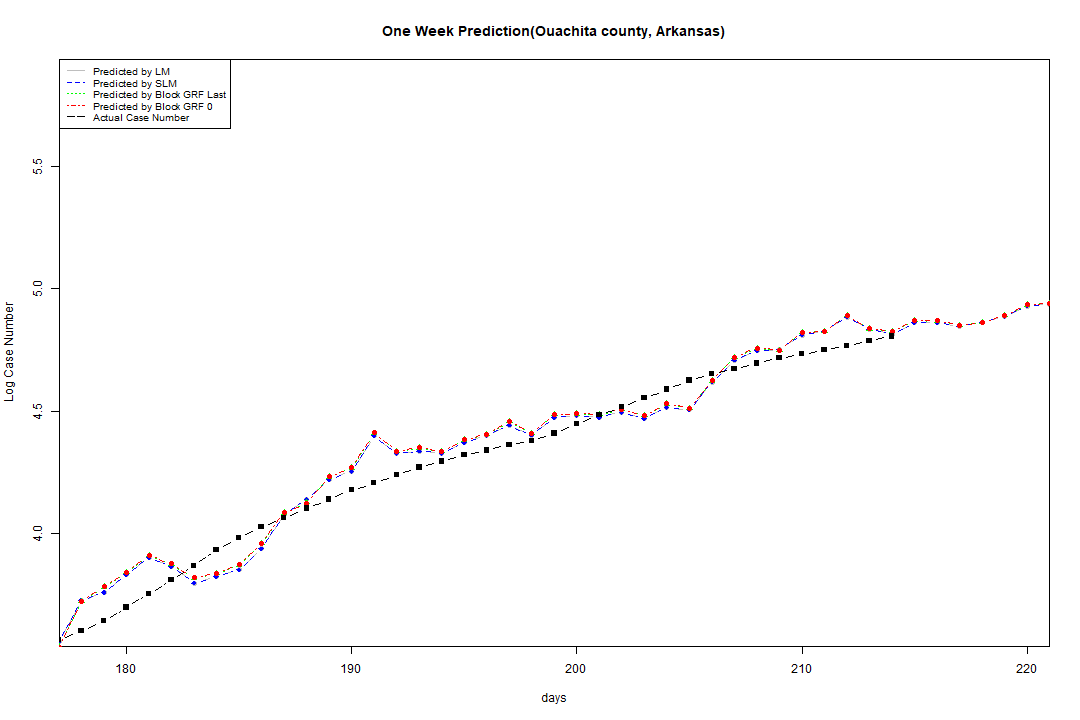 One Week Prediction(Ouachita county, Arkansas)
Predicted by LM
Predicted by SLM
Predicted by Block GRF Last
Predicted by Block GRF 0
Actual Case Number
5.5
5.0
4.5
4.0
Log Case Number
180 190 200 210 220
days